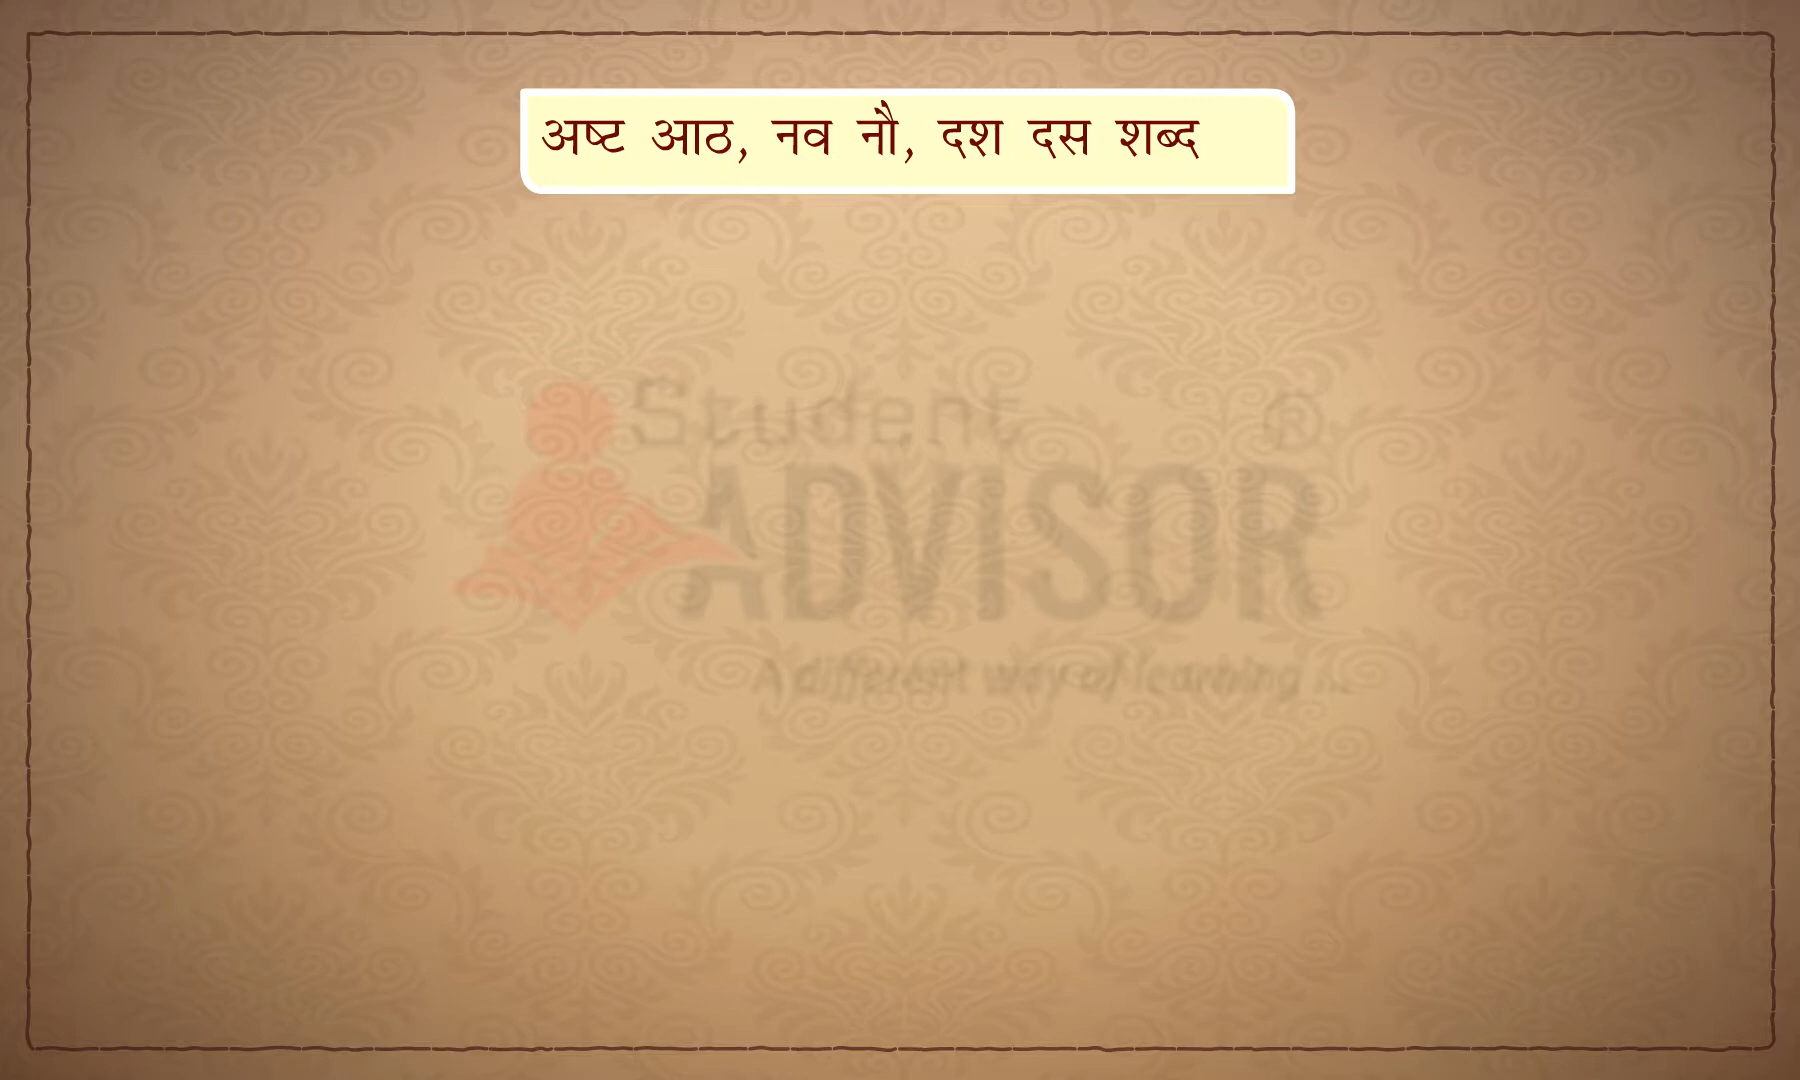 अष्ट आठ, नव नौ, दश दस शब्द
Student ®
ADVISOR
A different way of learning ...